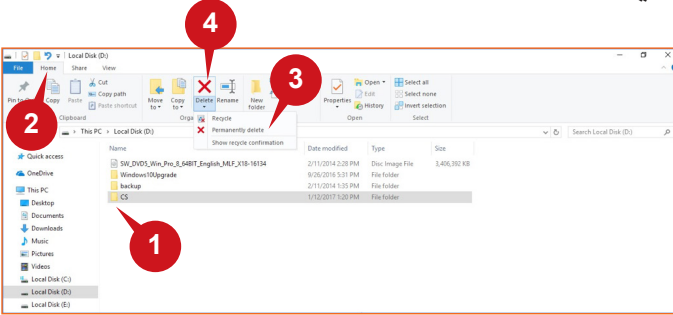 4
Local Disk (D:)
File Home Share View
Cut
Copy path
Paste shortcut
Copy Paste
Move to
Copy to
Delete Rename
New folder
Properties
Open
Edit
History
Select all
Select none
Invert selection
3
2
Clipboard
Open
Select
Recycle
Permanently delete
Show recycle confirmation
This PC Local Disk (D:)
Search Local Disk (D:)
Name Date modified Type Size
SW_DVD5_Win_Pro_8_64BIT_English_MLF_X18-16134 2/11/2014 2:28 PM Disc Image File 3,406,392 KB
Windows10Upgrade 9/26/2016 5:31 PM File folder
backup 2/11/2014 1:35 PM File folder
CS 1/12/2017 1:20 PM File folder
Quick access
OneDrive
This PC
Desktop
Documents
Downloads
Music
Pictures
Videos
Local Disk (C:)
Local Disk (D:)
Local Disk (E:)
1